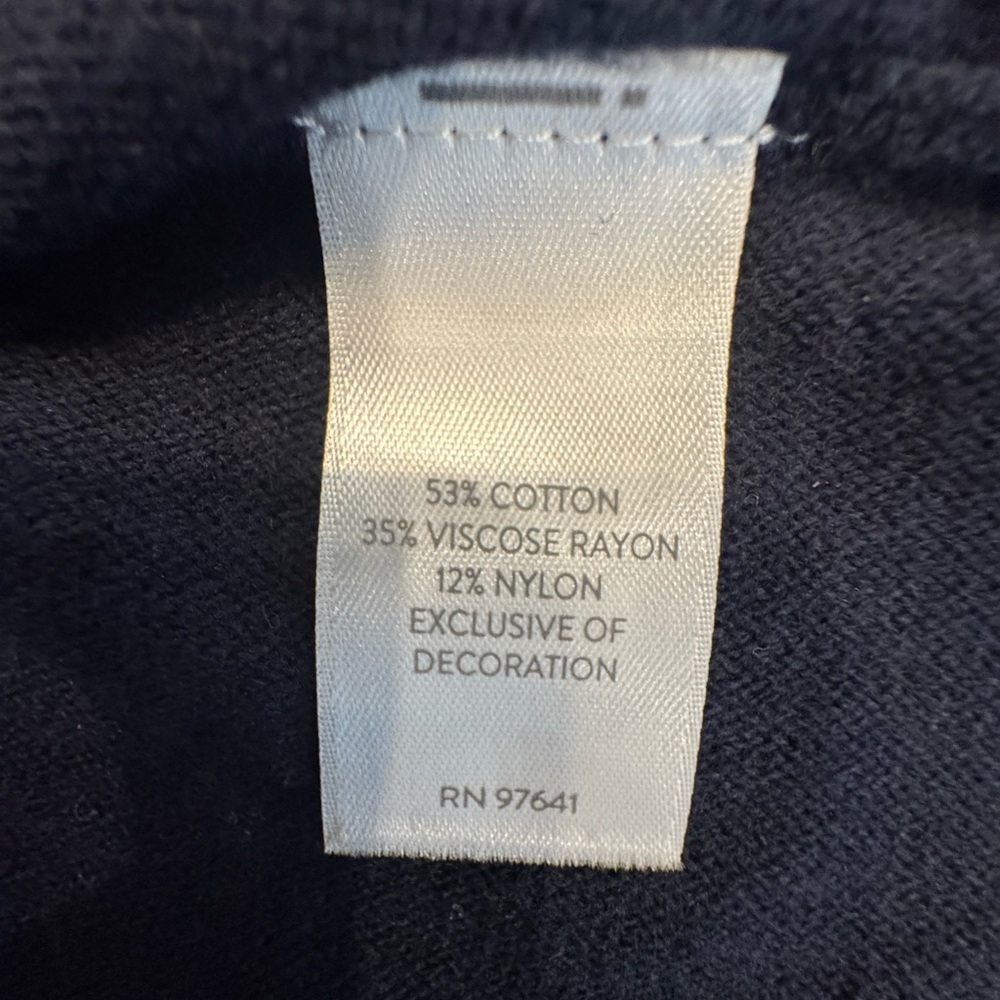 53% COTTON
35% VISCOSE RAYON
12% NYLON
EXCLUSIVE OF
DECORATION
RN 97641